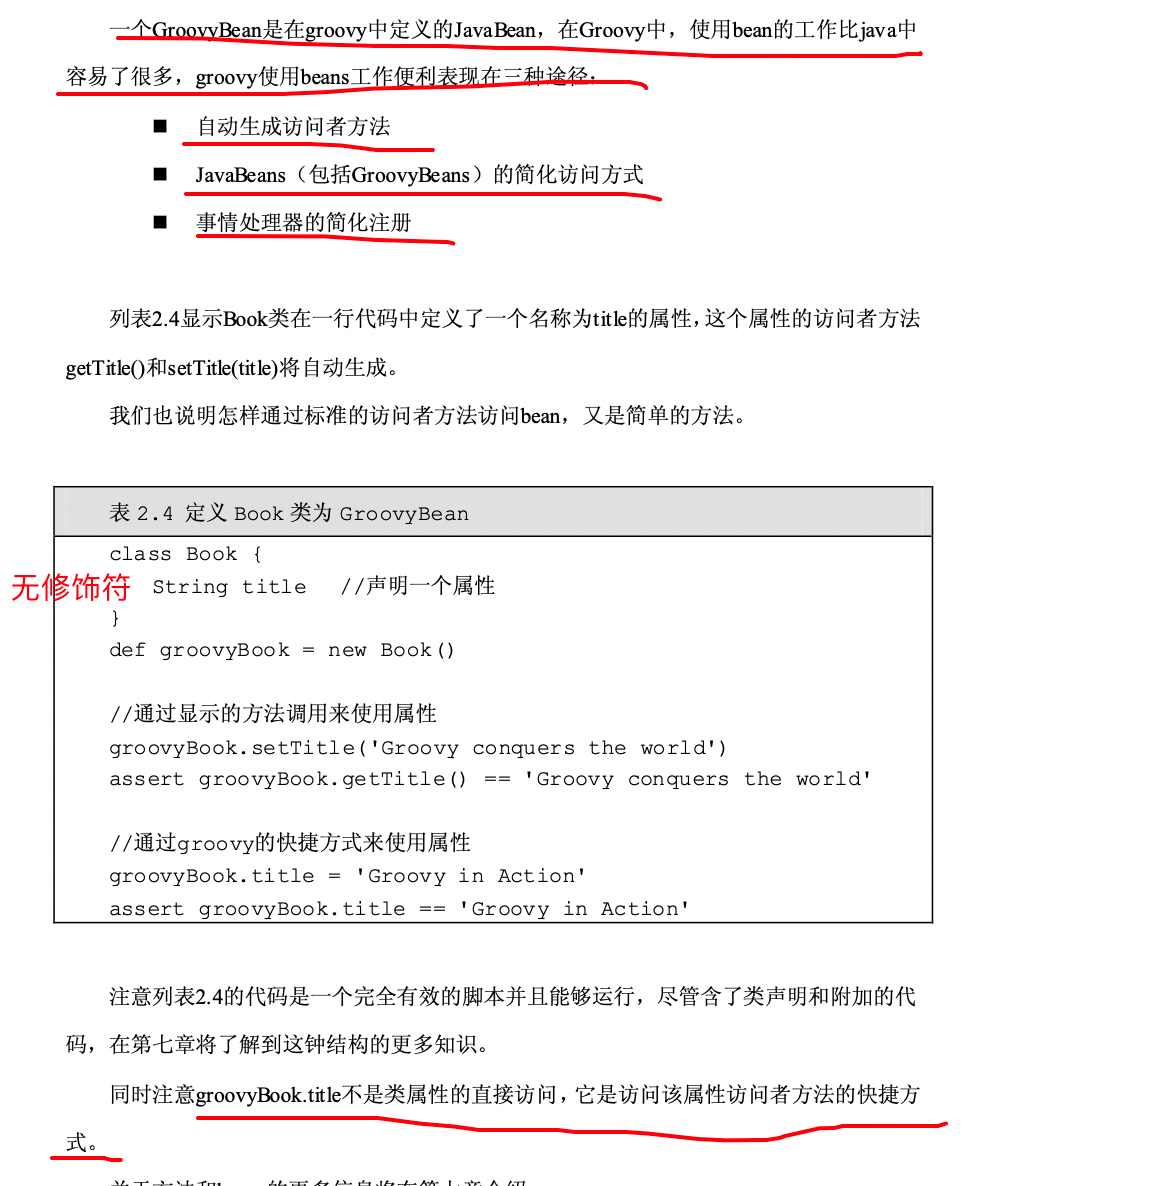 一个GroovyBean是在groovy中定义的JavaBean，在Groovy中，使用bean的工作比java中
容易了很多，groovy使用beans工作便利表现在三种途径：
■ 自动生成访问者方法
■ JavaBeans（包括GroovyBeans）的简化访问方式
■ 事情处理器的简化注册
列表2.4显示Book类在一行代码中定义了一个名称为title的属性，这个属性的访问者方法
getTitle()和setTitle(title)将自动生成。
我们也说明怎样通过标准的访问者方法访问bean，又是简单的方法。
表 2.4 定义 Book 类为 GroovyBean
class Book {
无修饰符 String title //声明一个属性
}
def groovyBook = new Book()
//通过显示的方法调用来使用属性
groovyBook.setTitle('Groovy conquers the world')
assert groovyBook.getTitle() == 'Groovy conquers the world'
//通过groovy的快捷方式来使用属性
groovyBook.title = 'Groovy in Action'
assert groovyBook.title == 'Groovy in Action'
注意列表2.4的代码是一个完全有效的脚本并且能够运行，尽管含了类声明和附加的代
码，在第七章将了解到这钟结构的更多知识。
同时注意groovyBook.title不是类属性的直接访问，它是访问该属性访问者方法的快捷方
式。